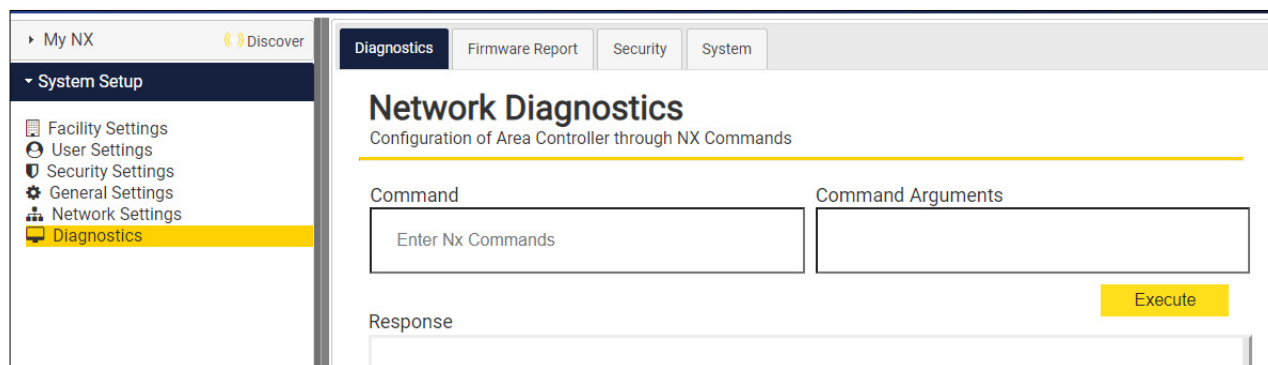 My NX
Discover
System Setup
Facility Settings
User Settings
Security Settings
General Settings
Network Settings
Diagnostics
Diagnostics Firmware Report Security System
Network Diagnostics
Configuration of Area Controller through NX Commands
Command Command Arguments
Enter Nx Commands
Execute
Response